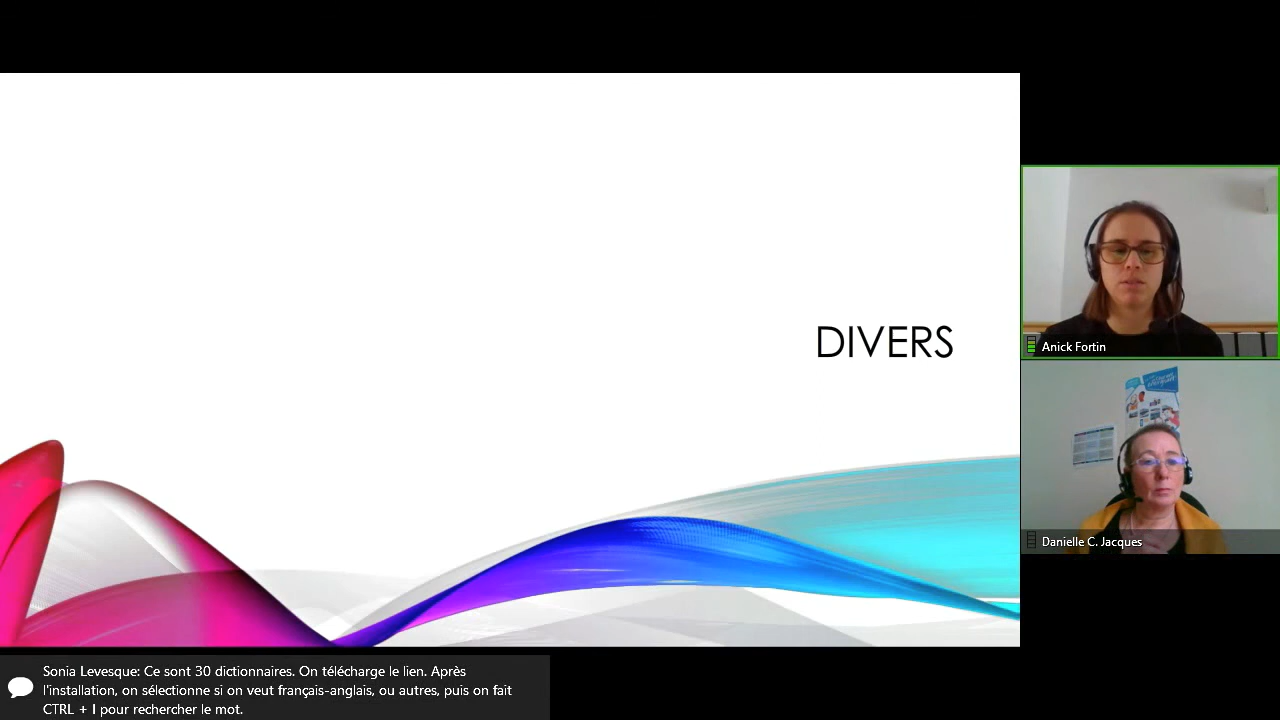 DIVERS
Anick Fortin
Danielle C. Jacques
Sonia Levesque: Ce sont 30 dictionnaires. On télécharge le lien. Après
l'installation, on sélectionne si on veut français-anglais, ou autres, puis on fait
CTRL + I pour rechercher le mot.